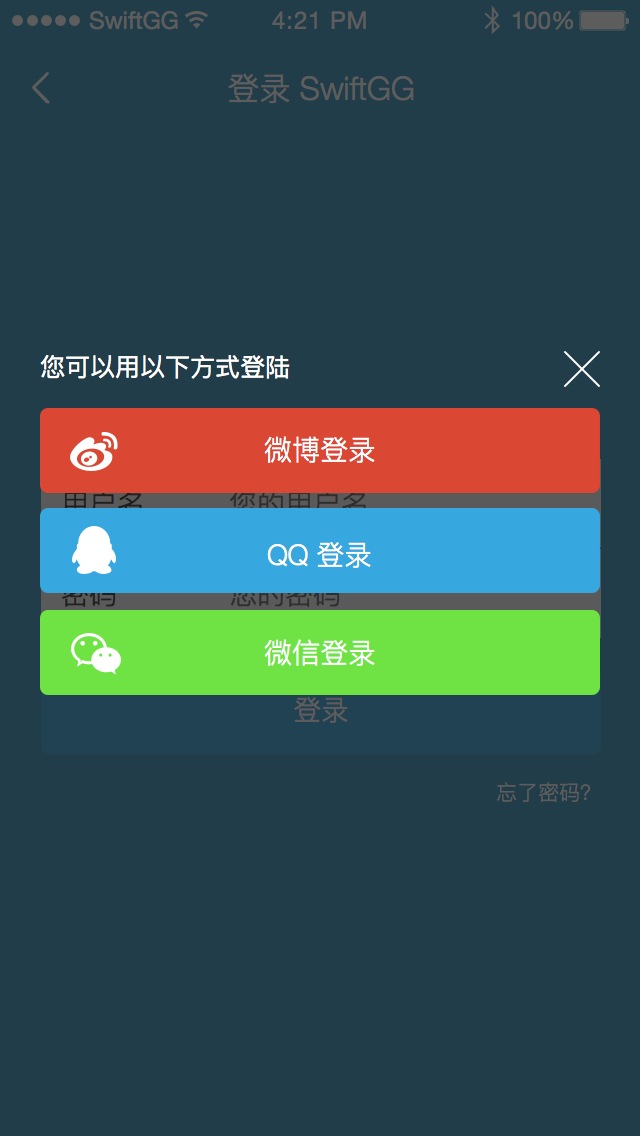 SwiftGG 4:21 PM 100%
登录 SwiftGG
您可以用以下方式登陆
微博登录
用户名 您的用户名
QQ 登录
密码 您的密码
微信登录
登录
忘了密码?